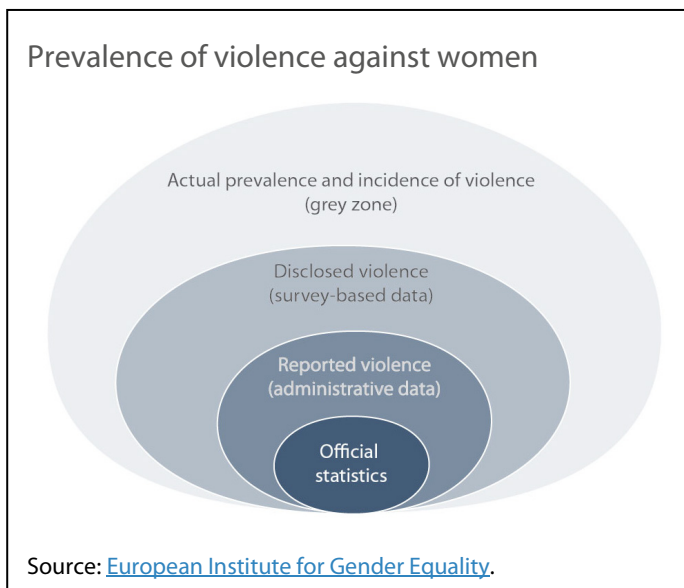 Prevalence of violence against women
Actual prevalence and incidence of violence
(grey zone)
Disclosed violence
(survey-based data)
Reported violence
(administrative data)
Official
statistics
Source: European Institute for Gender Equality.